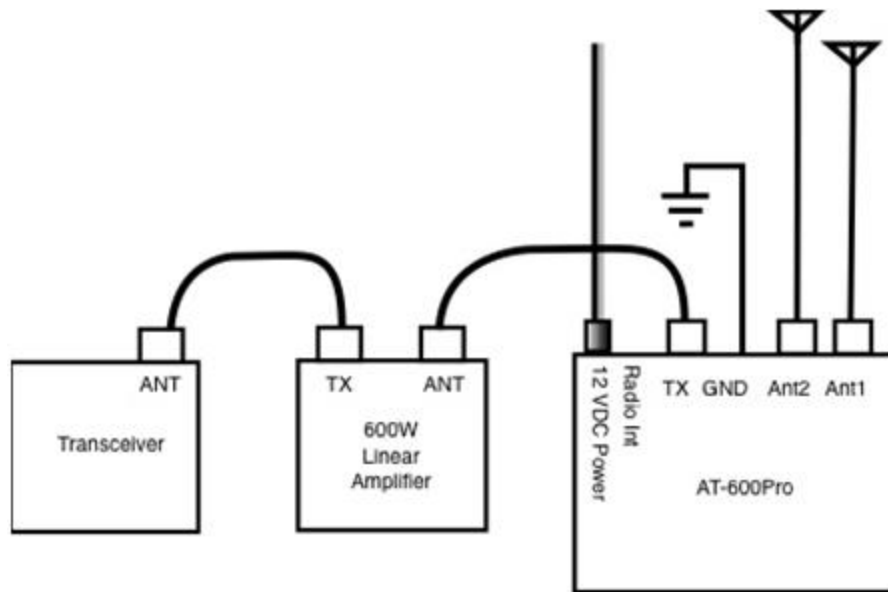 ANT
Transceiver
TX
ANT
600W
Linear
Amplifier
Radio Int
12 VDC Power
TX
GND
Ant2
Ant1
AT-600Pro